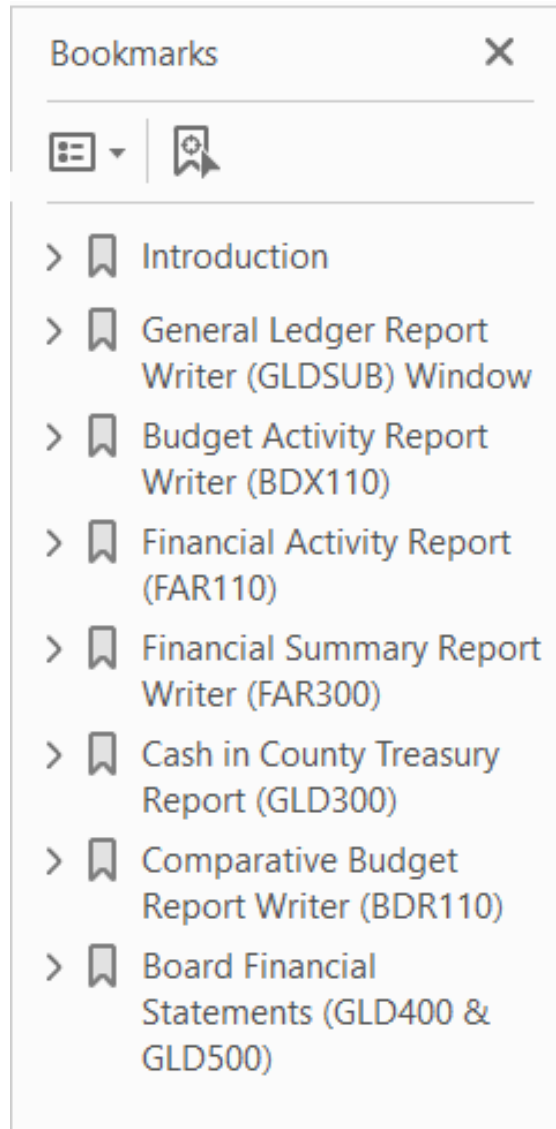 Bookmarks
Introduction
General Ledger Report
Writer (GLDSUB) Window
Budget Activity Report
Writer (BDX110)
Financial Activity Report
(FAR110)
Financial Summary Report
Writer (FAR300)
Cash in County Treasury
Report (GLD300)
Comparative Budget
Report Writer (BDR110)
Board Financial
Statements (GLD400 &
GLD500)